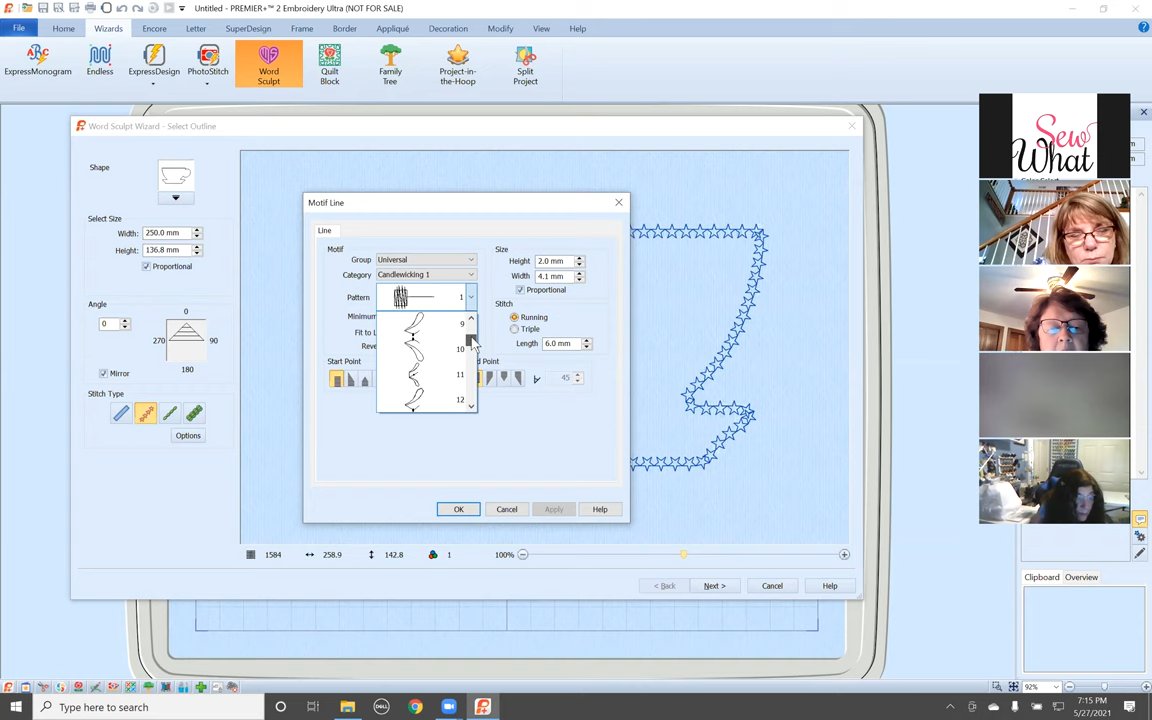 Untitled - PREMIER+™ 2 Embroidery Ultra (NOT FOR SALE)
File Home Wizards Encore Letter SuperDesign Frame Border Appliqué Decoration Modify View Help
ExpressMonogram Endless ExpressDesign PhotoStitch Word Sculpt Quilt Block Family Tree Project-in-the-Hoop Split Project
Word Sculpt Wizard - Select Outline
Shape
Select Size
Width: 250.0 mm
Height: 136.8 mm
Proportional
Angle
0
0
270 90
180
Mirror
Stitch Type
Options
Motif Line
Line
Motif
Group Universal
Category Candlewicking 1
Pattern 1
9
10
11
12
Fit to L
Reve
Start Point
Size
Height 2.0 mm
Width 4.1 mm
Proportional
Stitch
Running
Triple
Length 6.0 mm
Point
45
OK Cancel Apply Help
1584 258.9 142.8 1 100%
< Back Next > Cancel Help
Sew
What
Clipboard Overview
92%
Type here to search
DELL
7:15 PM
5/27/2021